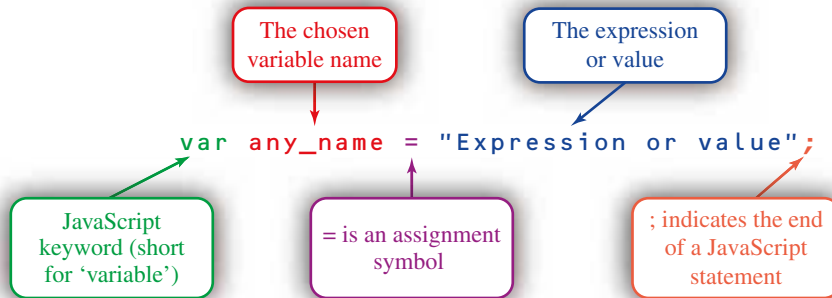 The chosen
variable name
The expression
or value
var any_name = "Expression or value";
JavaScript
keyword (short
for ‘variable’)
= is an assignment
symbol
; indicates the end
of a JavaScript
statement